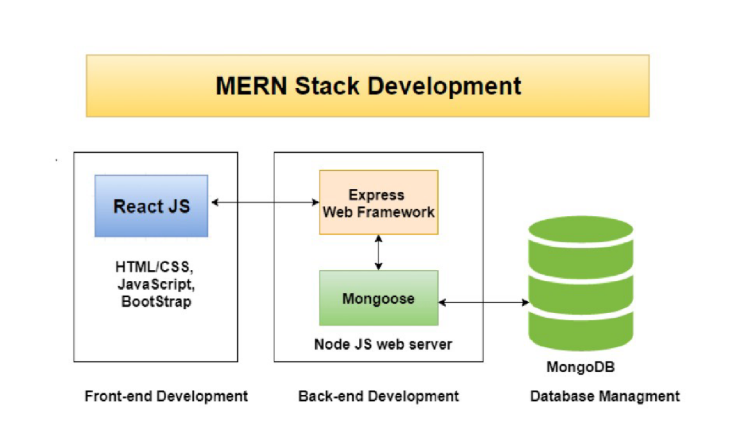 MERN Stack Development
React JS
HTML/CSS,
JavaScript,
BootStrap
Front-end Development
Express
Web Framework
Mongoose
Node JS web server
Back-end Development
MongoDB
Database Managment